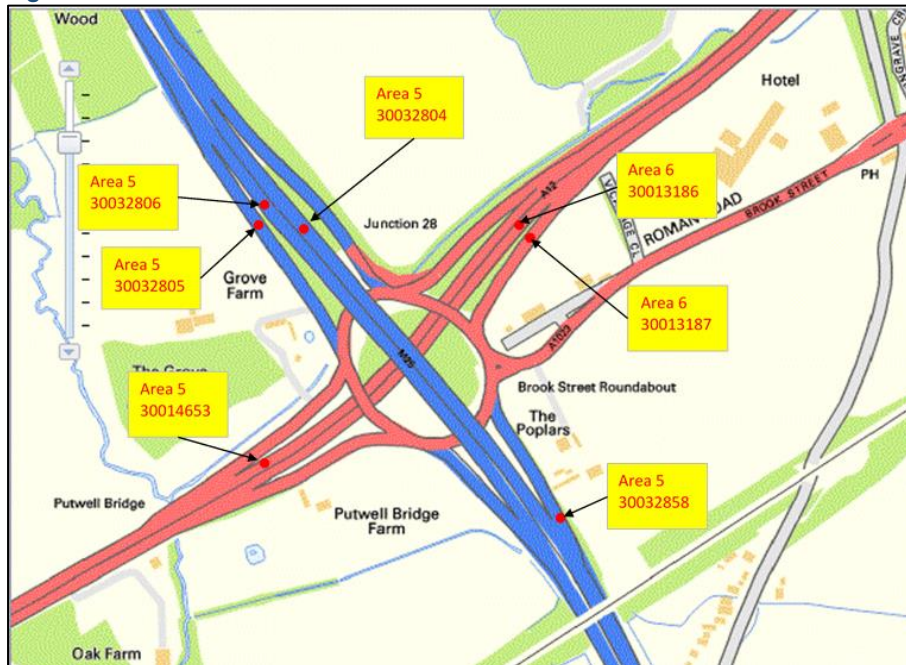 Wood
Area 5
30032804
Hotel
Area 5
30032806
Area 6
30013186
A12
PH
Junction 28
VILLAGE CL
ROMAN ROAD
BROOK STREET
Area 5
30032805
Grove
Farm
Area 6
30013187
A1023
M25
The Grove
Brook Street Roundabout
Area 5
30014653
The
Poplars
Area 5
30032858
Putwell Bridge
Putwell Bridge
Farm
Oak Farm